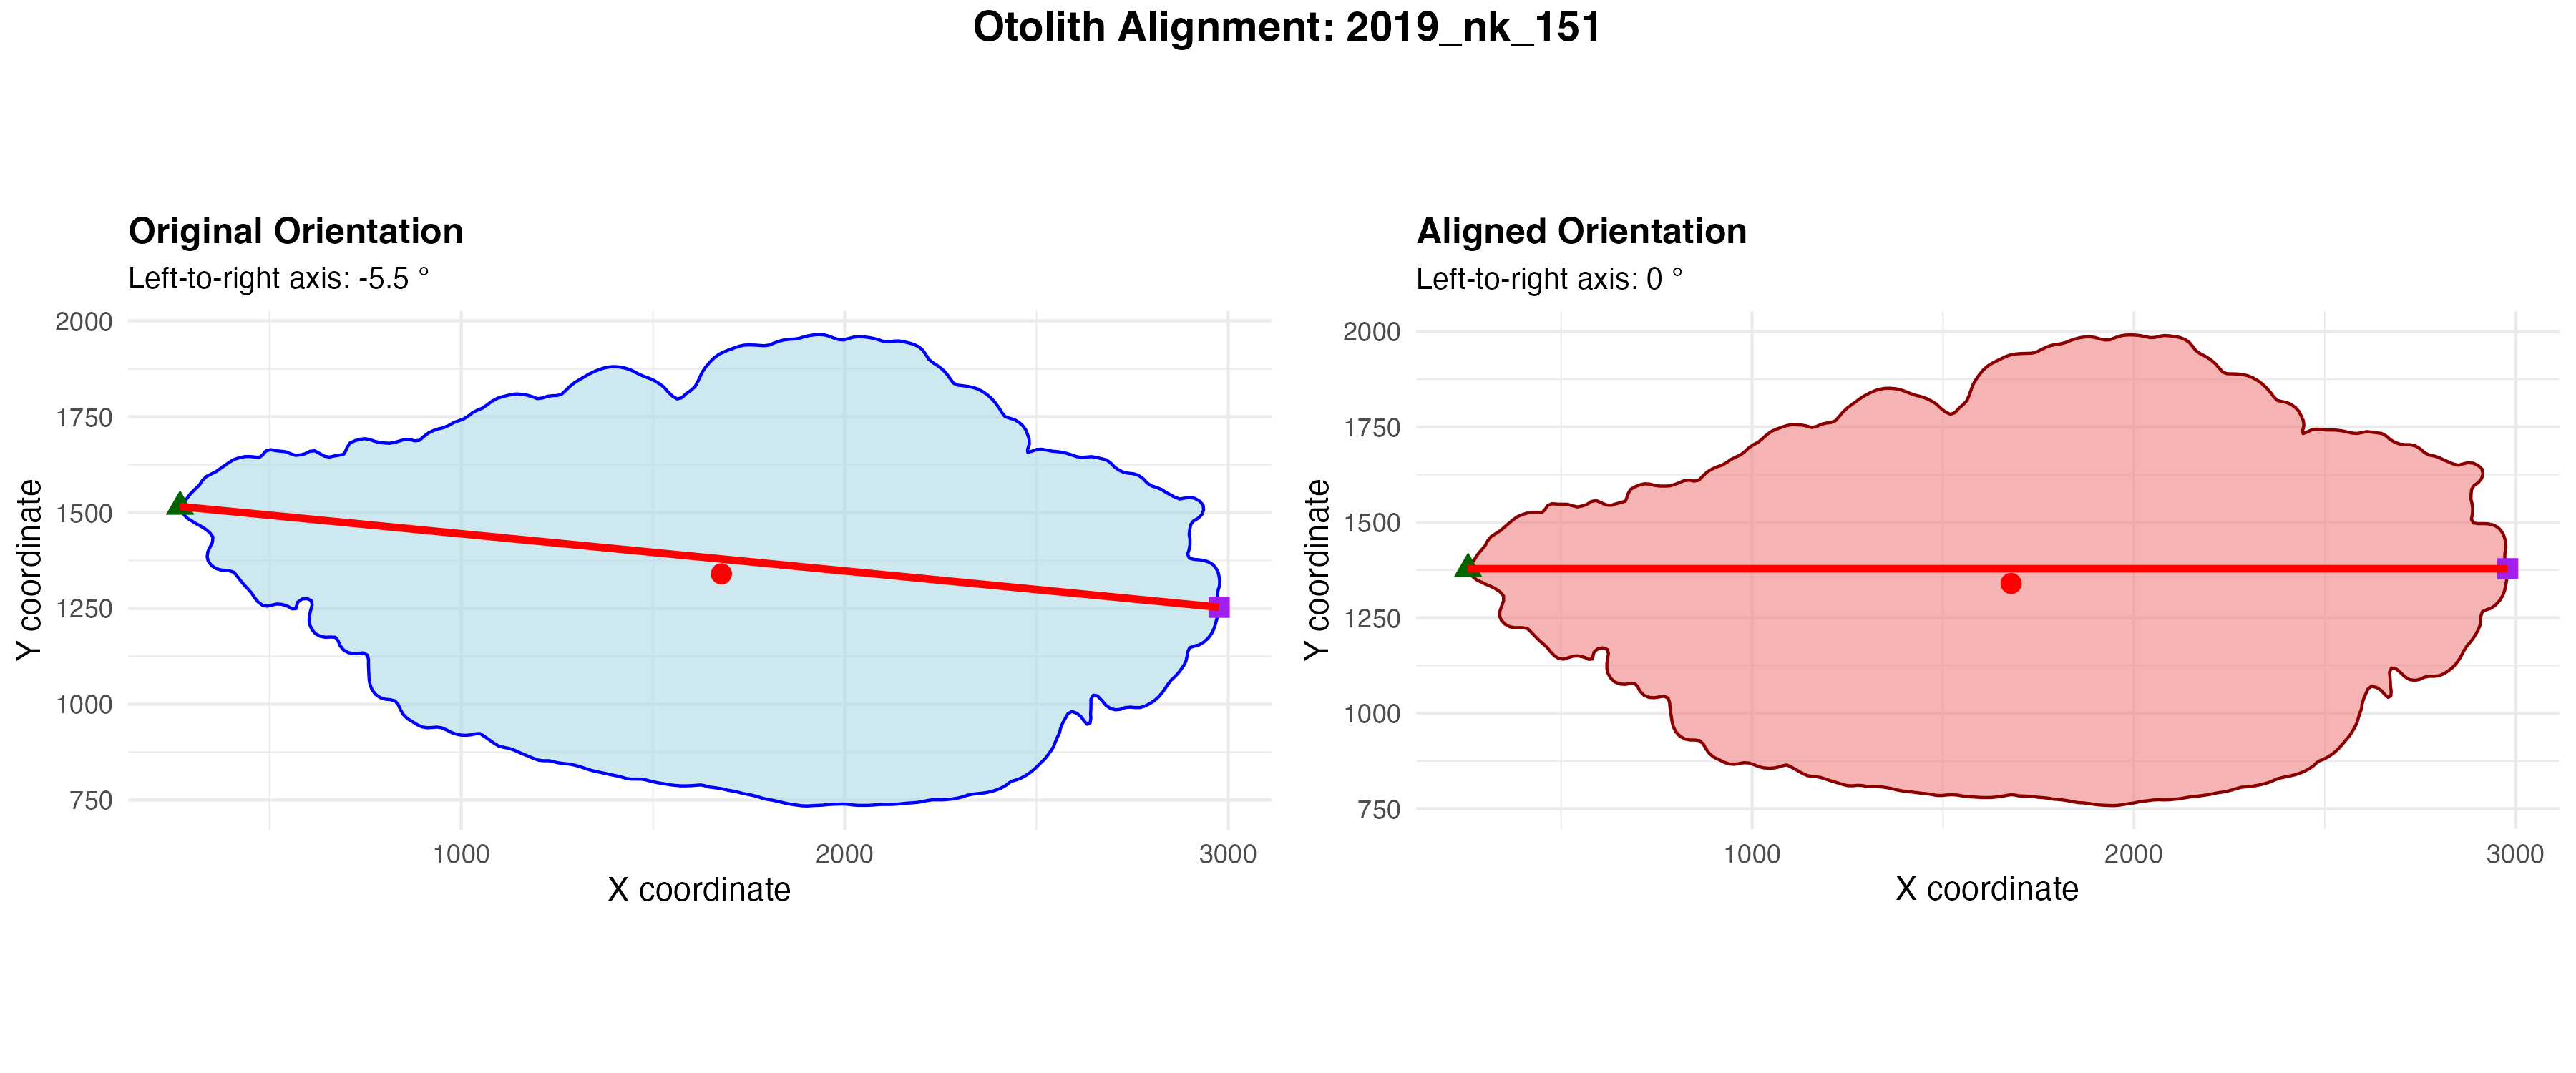 Otolith Alignment: 2019_nk_151
Original Orientation
Left-to-right axis: -5.5 °
2000
1750
1500
1250
1000
750
Y coordinate
1000 2000 3000
X coordinate
Aligned Orientation
Left-to-right axis: 0 °
2000
1750
1500
1250
1000
750
Y coordinate
1000 2000 3000
X coordinate